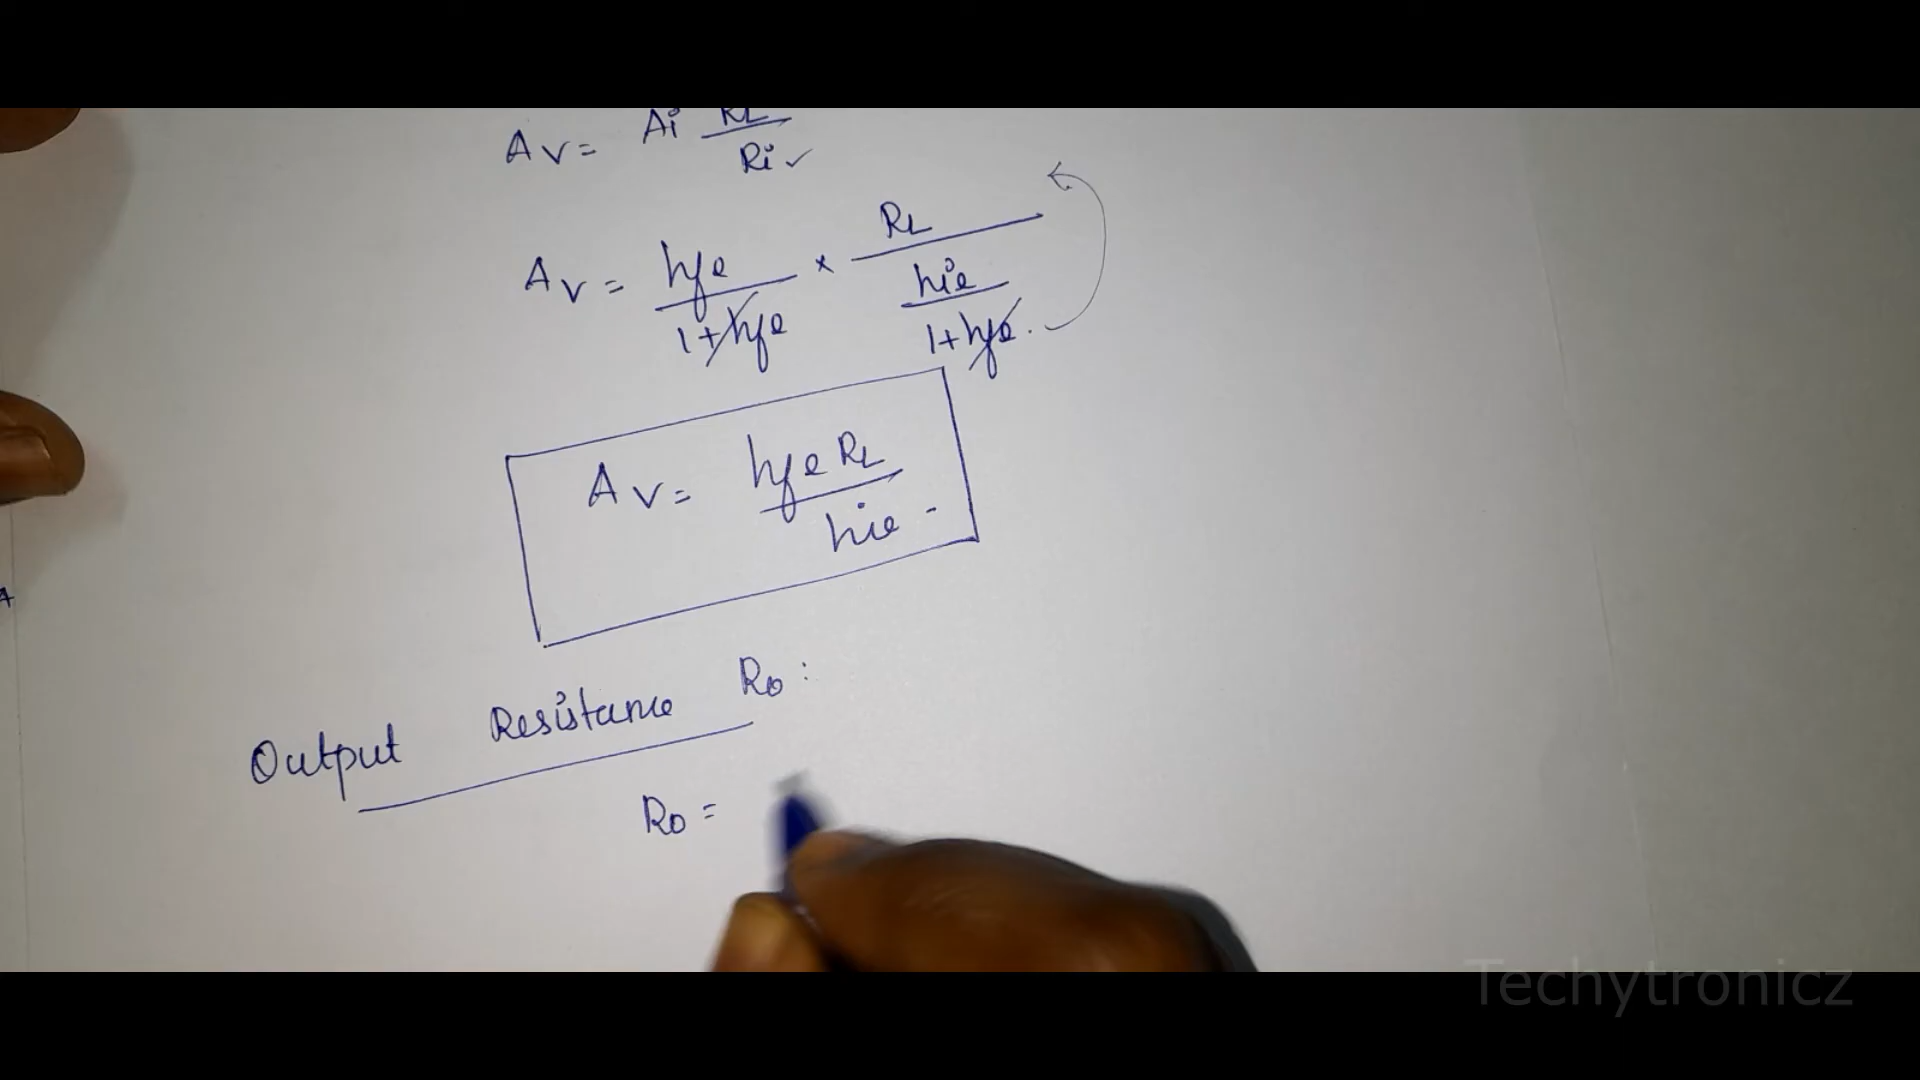 Av = Ai RL / Ri ✓
Av = hfe / 1+hfe × RL / hie / 1+hfe .
Av = hfe RL / hie .
Output Resistance Ro :
Ro =
Techytronicz